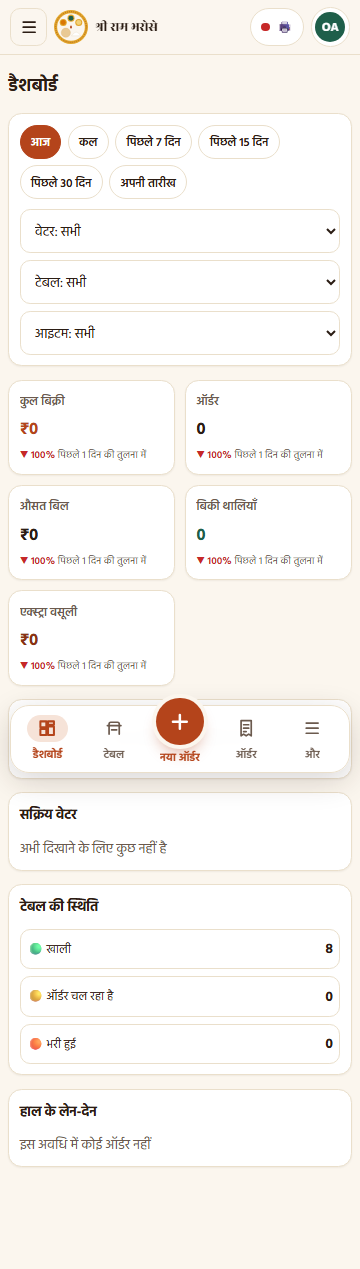 श्री राम भरोसे
OA
डैशबोर्ड
आज
कल
पिछले 7 दिन
पिछले 15 दिन
पिछले 30 दिन
अपनी तारीख
वेटर: सभी
टेबल: सभी
आइटम: सभी
कुल बिक्री
₹0
▼ 100% पिछले 1 दिन की तुलना में
ऑर्डर
0
▼ 100% पिछले 1 दिन की तुलना में
औसत बिल
₹0
▼ 100% पिछले 1 दिन की तुलना में
बिकी थालियाँ
0
▼ 100% पिछले 1 दिन की तुलना में
एक्स्ट्रा वसूली
₹0
▼ 100% पिछले 1 दिन की तुलना में
डैशबोर्ड
टेबल
नया ऑर्डर
ऑर्डर
और
सक्रिय वेटर
अभी दिखाने के लिए कुछ नहीं है
टेबल की स्थिति
खाली 8
ऑर्डर चल रहा है 0
भरी हुई 0
हाल के लेन-देन
इस अवधि में कोई ऑर्डर नहीं